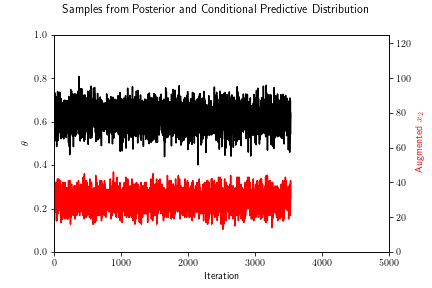 Samples from Posterior and Conditional Predictive Distribution
1.0
0.8
0.6
0.4
0.2
0.0
θ
120
100
80
60
40
20
0
Augmented x₂
0 1000 2000 3000 4000 5000
Iteration